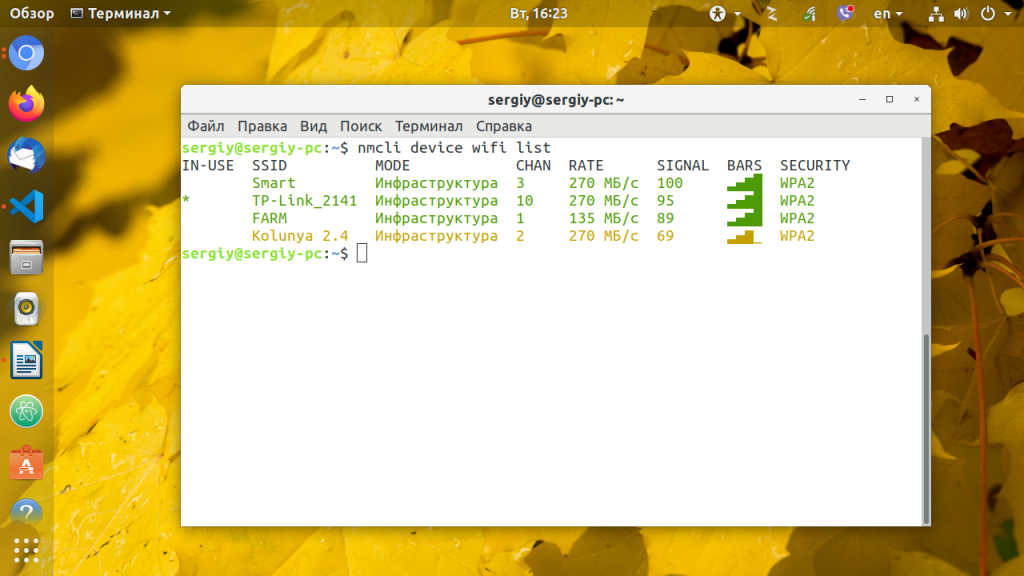 Обзор Терминал Вт, 16:23 en
sergiy@sergiy-pc: ~
Файл Правка Вид Поиск Терминал Справка
sergiy@sergiy-pc:~$ nmcli device wifi list
IN-USE SSID MODE CHAN RATE SIGNAL BARS SECURITY
Smart Инфраструктура 3 270 МБ/с 100 WPA2
* TP-Link_2141 Инфраструктура 10 270 МБ/с 95 WPA2
FARM Инфраструктура 1 135 МБ/с 89 WPA2
Kolunya 2.4 Инфраструктура 2 270 МБ/с 69 WPA2
sergiy@sergiy-pc:~$